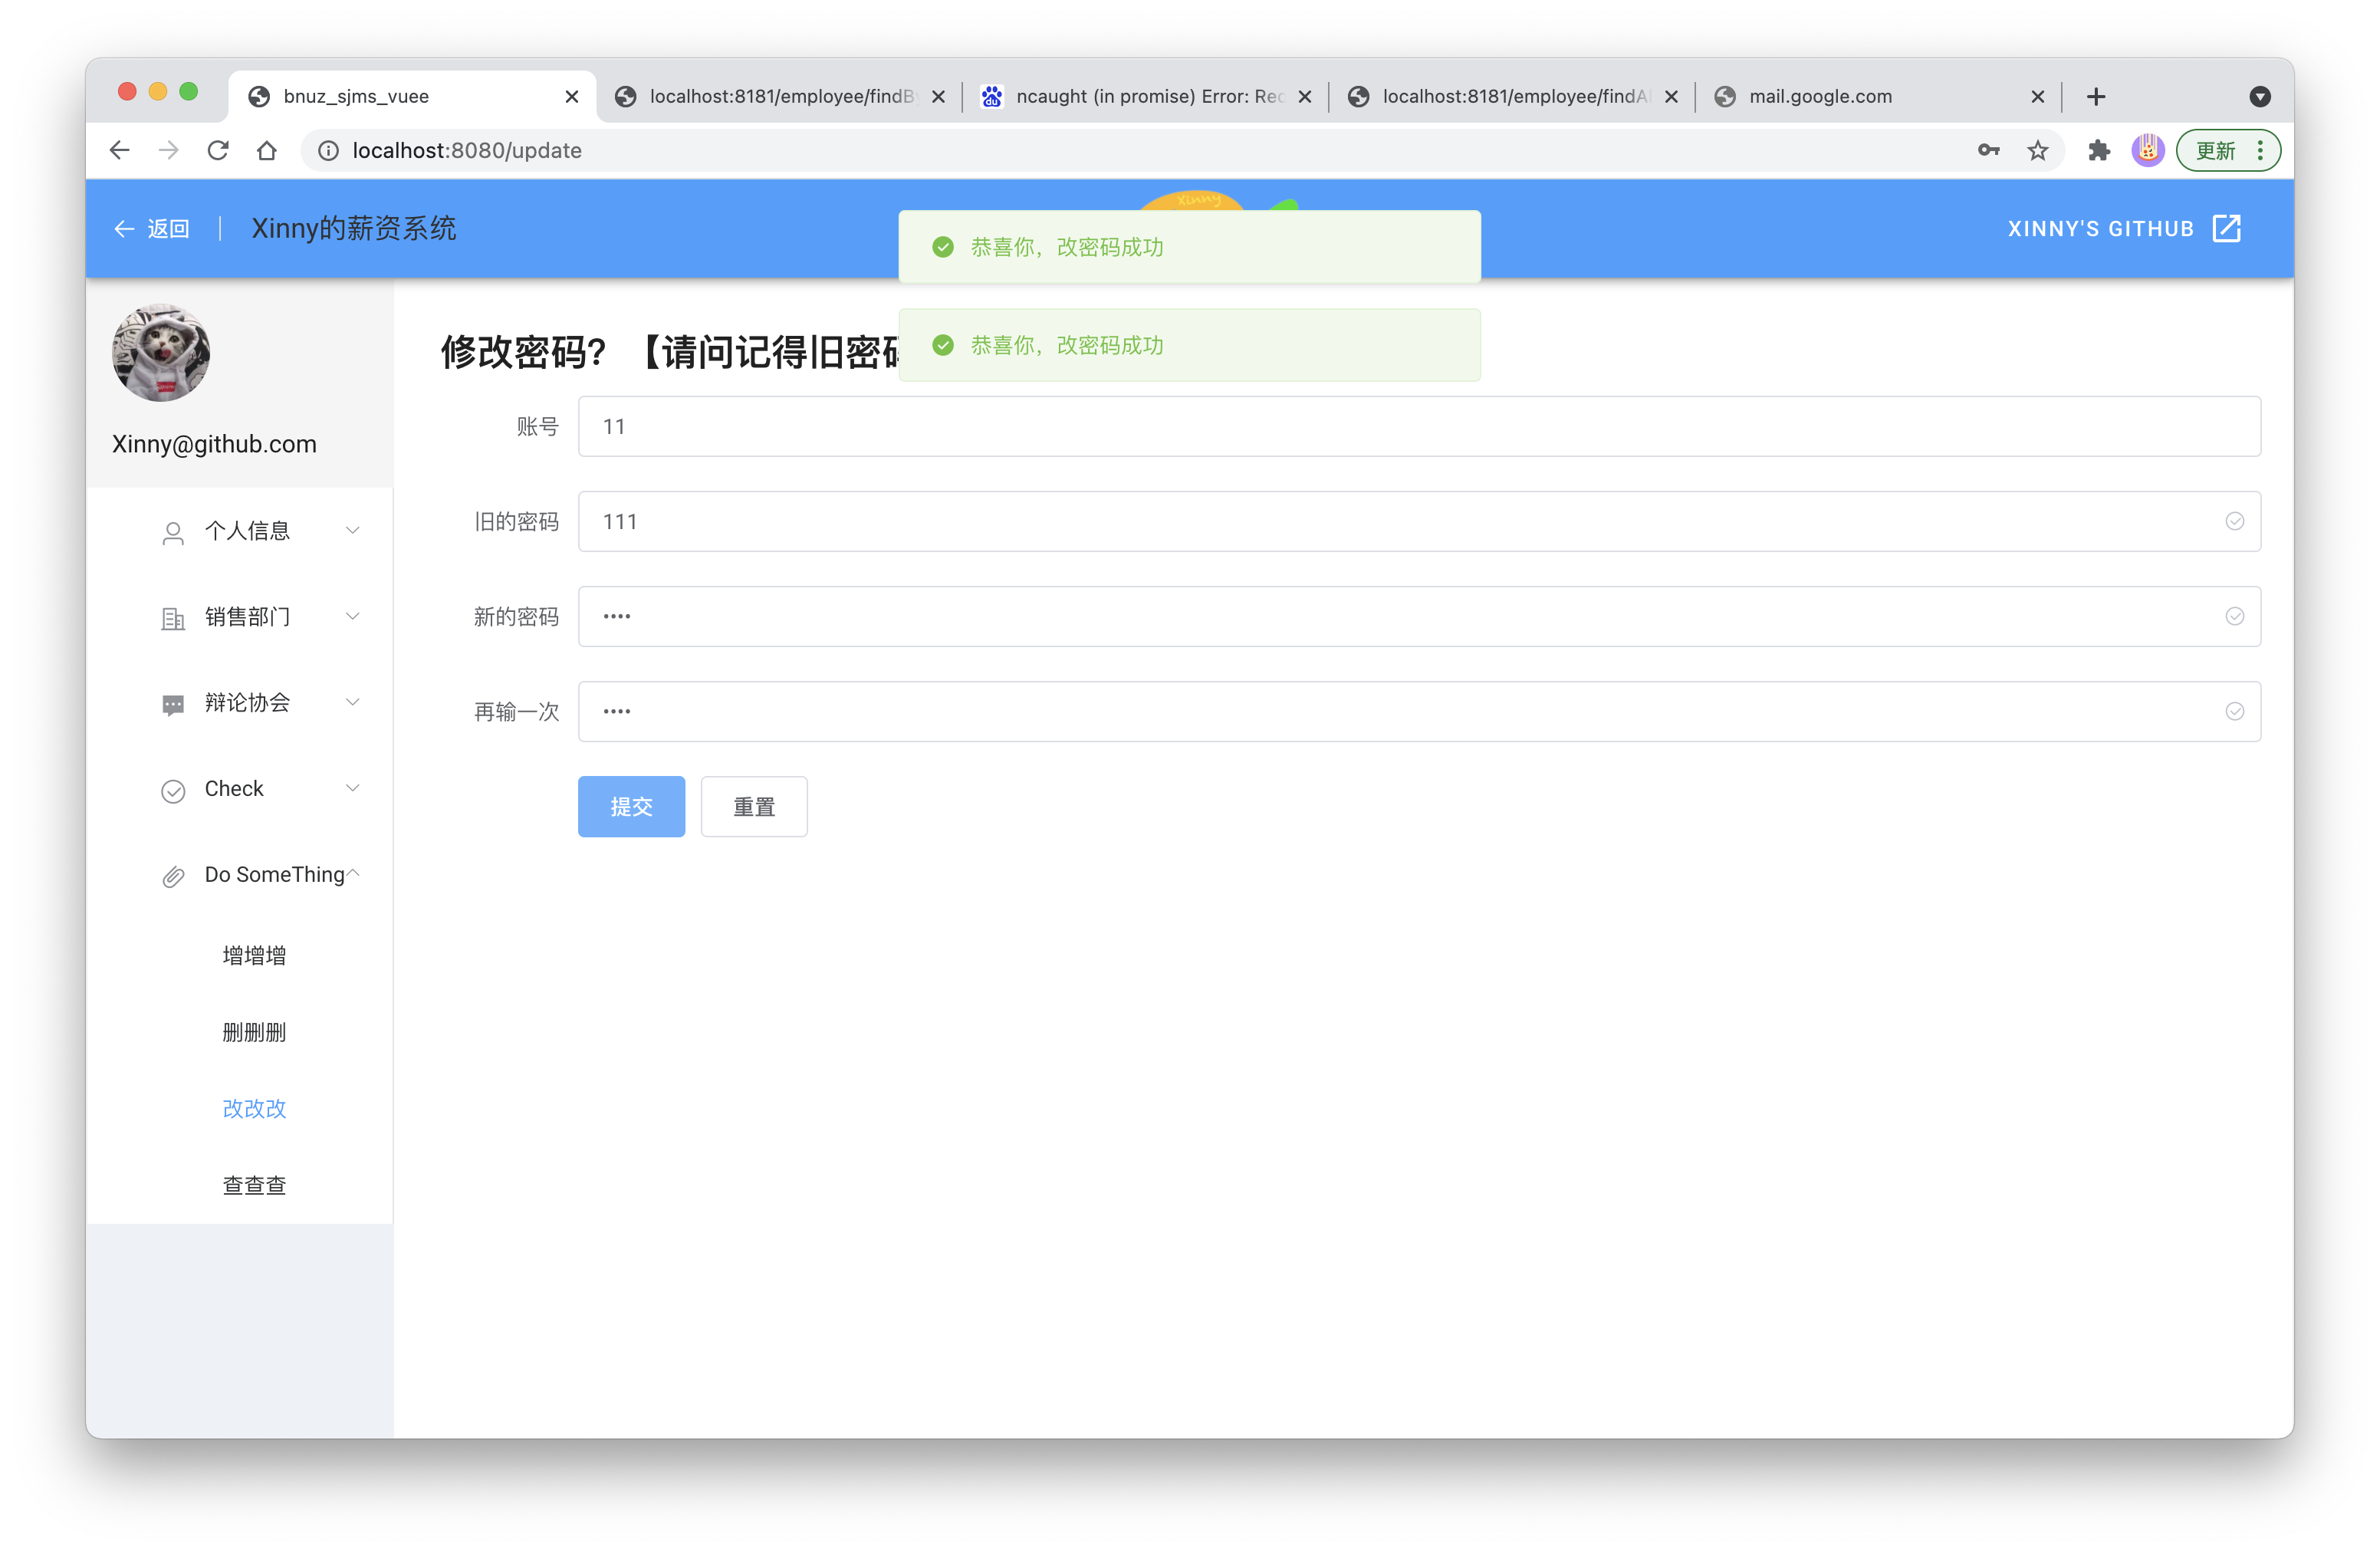 bnuz_sjms_vuee
localhost:8181/employee/findBy
ncaught (in promise) Error: Rec
localhost:8181/employee/findAl
mail.google.com
localhost:8080/update
更新
返回
Xinny的薪资系统
xinny
XINNY'S GITHUB
恭喜你，改密码成功
恭喜你，改密码成功
Xinny@github.com
个人信息
销售部门
辩论协会
Check
Do SomeThing
增增增
删删删
改改改
查查查
修改密码？【请问记得旧密码
账号
11
旧的密码
111
新的密码
••••
再输一次
••••
提交
重置